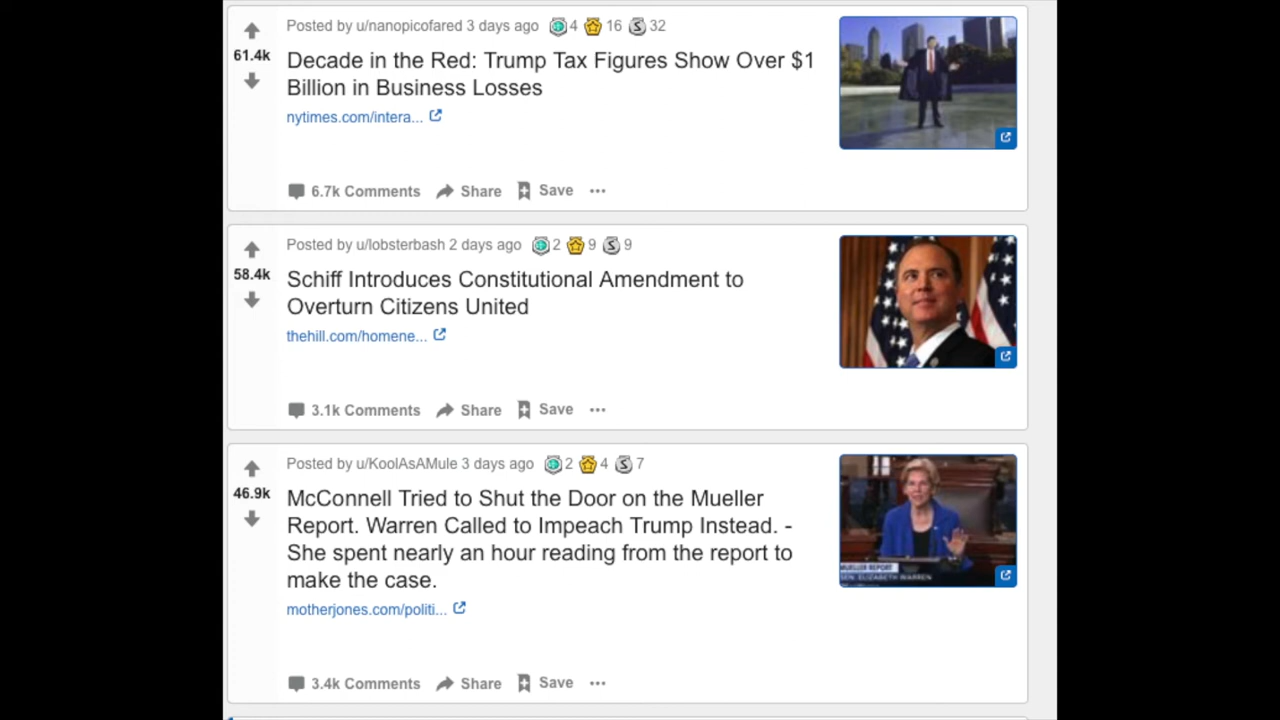 Posted by u/nanopicofared 3 days ago 4 16 32
61.4k
Decade in the Red: Trump Tax Figures Show Over $1
Billion in Business Losses
nytimes.com/intera...
6.7k Comments Share Save
Posted by u/lobsterbash 2 days ago 2 9 S 9
58.4k
Schiff Introduces Constitutional Amendment to
Overturn Citizens United
thehill.com/homene...
3.1k Comments Share Save
Posted by u/KoolAsAMule 3 days ago 2 4 S 7
46.9k
McConnell Tried to Shut the Door on the Mueller
Report. Warren Called to Impeach Trump Instead. -
She spent nearly an hour reading from the report to
make the case.
MUELLER REPORT
SEN. ELIZABETH WARREN
motherjones.com/politi...
3.4k Comments Share Save